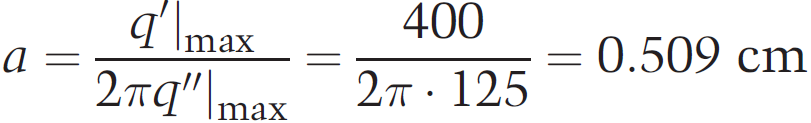 a = q′|max / 2πq″|max = 400 / 2π · 125 = 0.509 cm